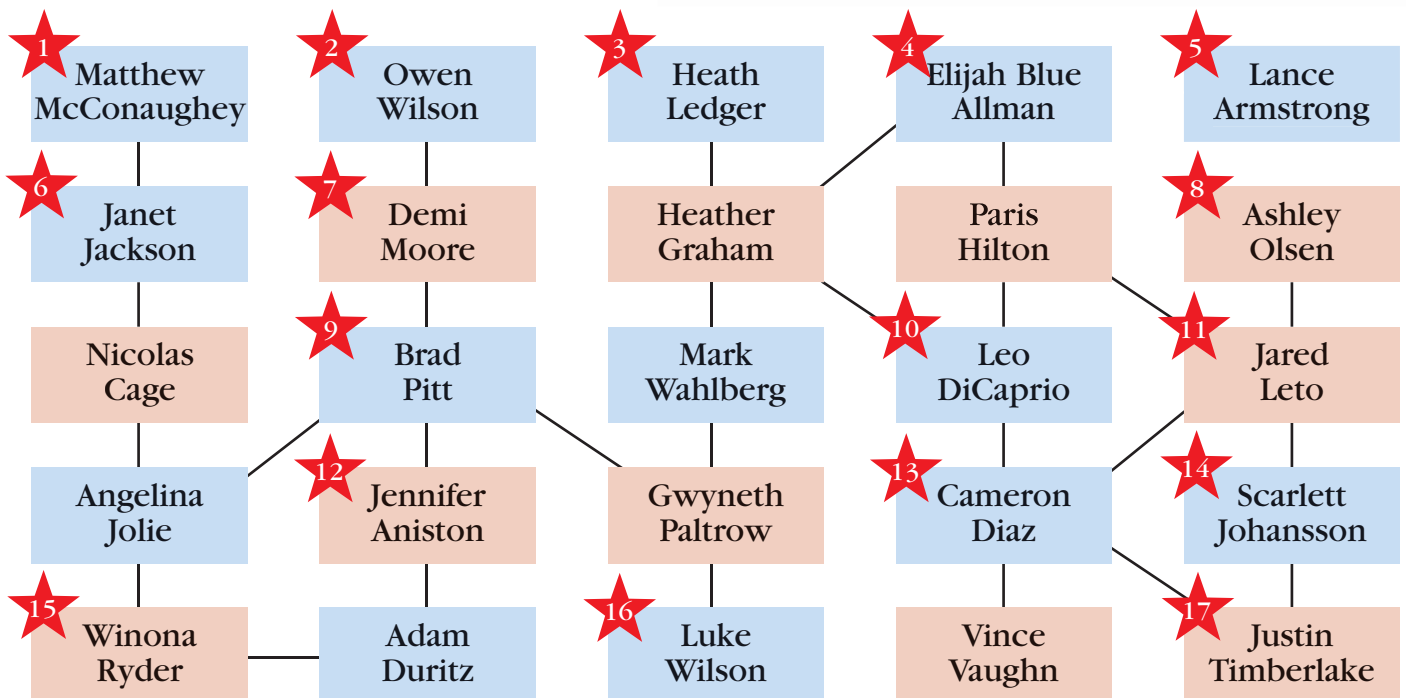 1
Matthew
McConaughey
2
Owen
Wilson
3
Heath
Ledger
4
Elijah Blue
Allman
5
Lance
Armstrong
6
Janet
Jackson
7
Demi
Moore
Heather
Graham
Paris
Hilton
8
Ashley
Olsen
Nicolas
Cage
9
Brad
Pitt
Mark
Wahlberg
10
Leo
DiCaprio
11
Jared
Leto
Angelina
Jolie
12
Jennifer
Aniston
Gwyneth
Paltrow
13
Cameron
Diaz
14
Scarlett
Johansson
15
Winona
Ryder
Adam
Duritz
16
Luke
Wilson
Vince
Vaughn
17
Justin
Timberlake